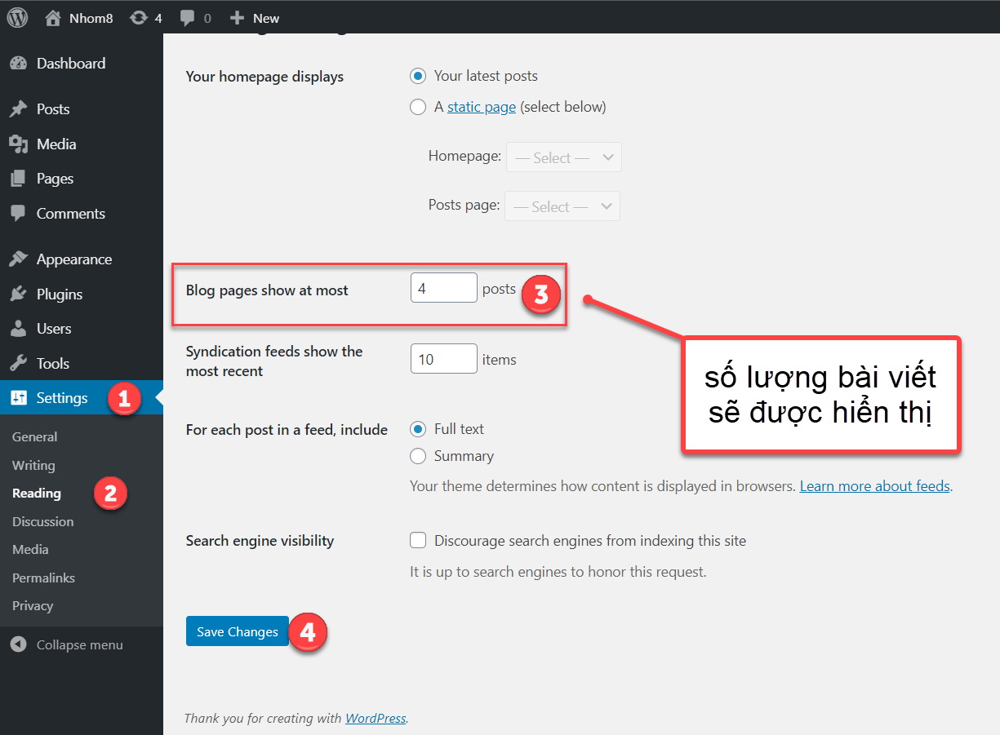 Nhom8 4 0 New
Dashboard
Posts
Media
Pages
Comments
Appearance
Plugins
Users
Tools
Settings 1
General
Writing
Reading 2
Discussion
Media
Permalinks
Privacy
Collapse menu
Your homepage displays
Your latest posts
A static page (select below)
Homepage: — Select —
Posts page: — Select —
Blog pages show at most 4 posts 3
số lượng bài viết
sẽ được hiển thị
Syndication feeds show the
most recent
10 items
For each post in a feed, include
Full text
Summary
Your theme determines how content is displayed in browsers. Learn more about feeds.
Search engine visibility
Discourage search engines from indexing this site
It is up to search engines to honor this request.
Save Changes 4
Thank you for creating with WordPress.